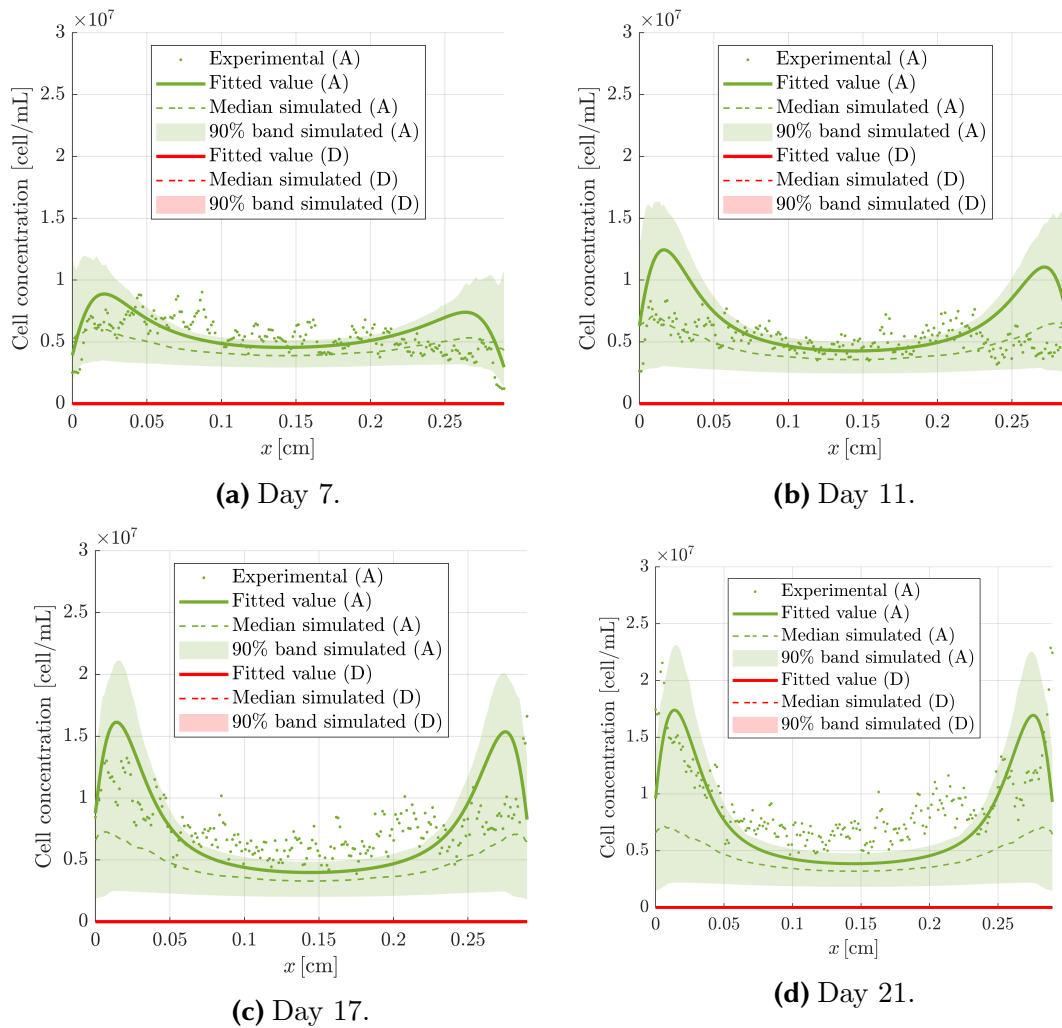 ×10⁷
3
2.5
2
1.5
1
0.5
0
Cell concentration [cell/mL]
Experimental (A)
Fitted value (A)
Median simulated (A)
90% band simulated (A)
Fitted value (D)
Median simulated (D)
90% band simulated (D)
0 0.05 0.1 0.15 0.2 0.25
x [cm]
(a) Day 7.
×10⁷
3
2.5
2
1.5
1
0.5
0
Cell concentration [cell/mL]
Experimental (A)
Fitted value (A)
Median simulated (A)
90% band simulated (A)
Fitted value (D)
Median simulated (D)
90% band simulated (D)
0 0.05 0.1 0.15 0.2 0.25
x [cm]
(b) Day 11.
×10⁷
3
2.5
2
1.5
1
0.5
0
Cell concentration [cell/mL]
Experimental (A)
Fitted value (A)
Median simulated (A)
90% band simulated (A)
Fitted value (D)
Median simulated (D)
90% band simulated (D)
0 0.05 0.1 0.15 0.2 0.25
x [cm]
(c) Day 17.
×10⁷
3
2.5
2
1.5
1
0.5
0
Cell concentration [cell/mL]
Experimental (A)
Fitted value (A)
Median simulated (A)
90% band simulated (A)
Fitted value (D)
Median simulated (D)
90% band simulated (D)
0 0.05 0.1 0.15 0.2 0.25
x [cm]
(d) Day 21.